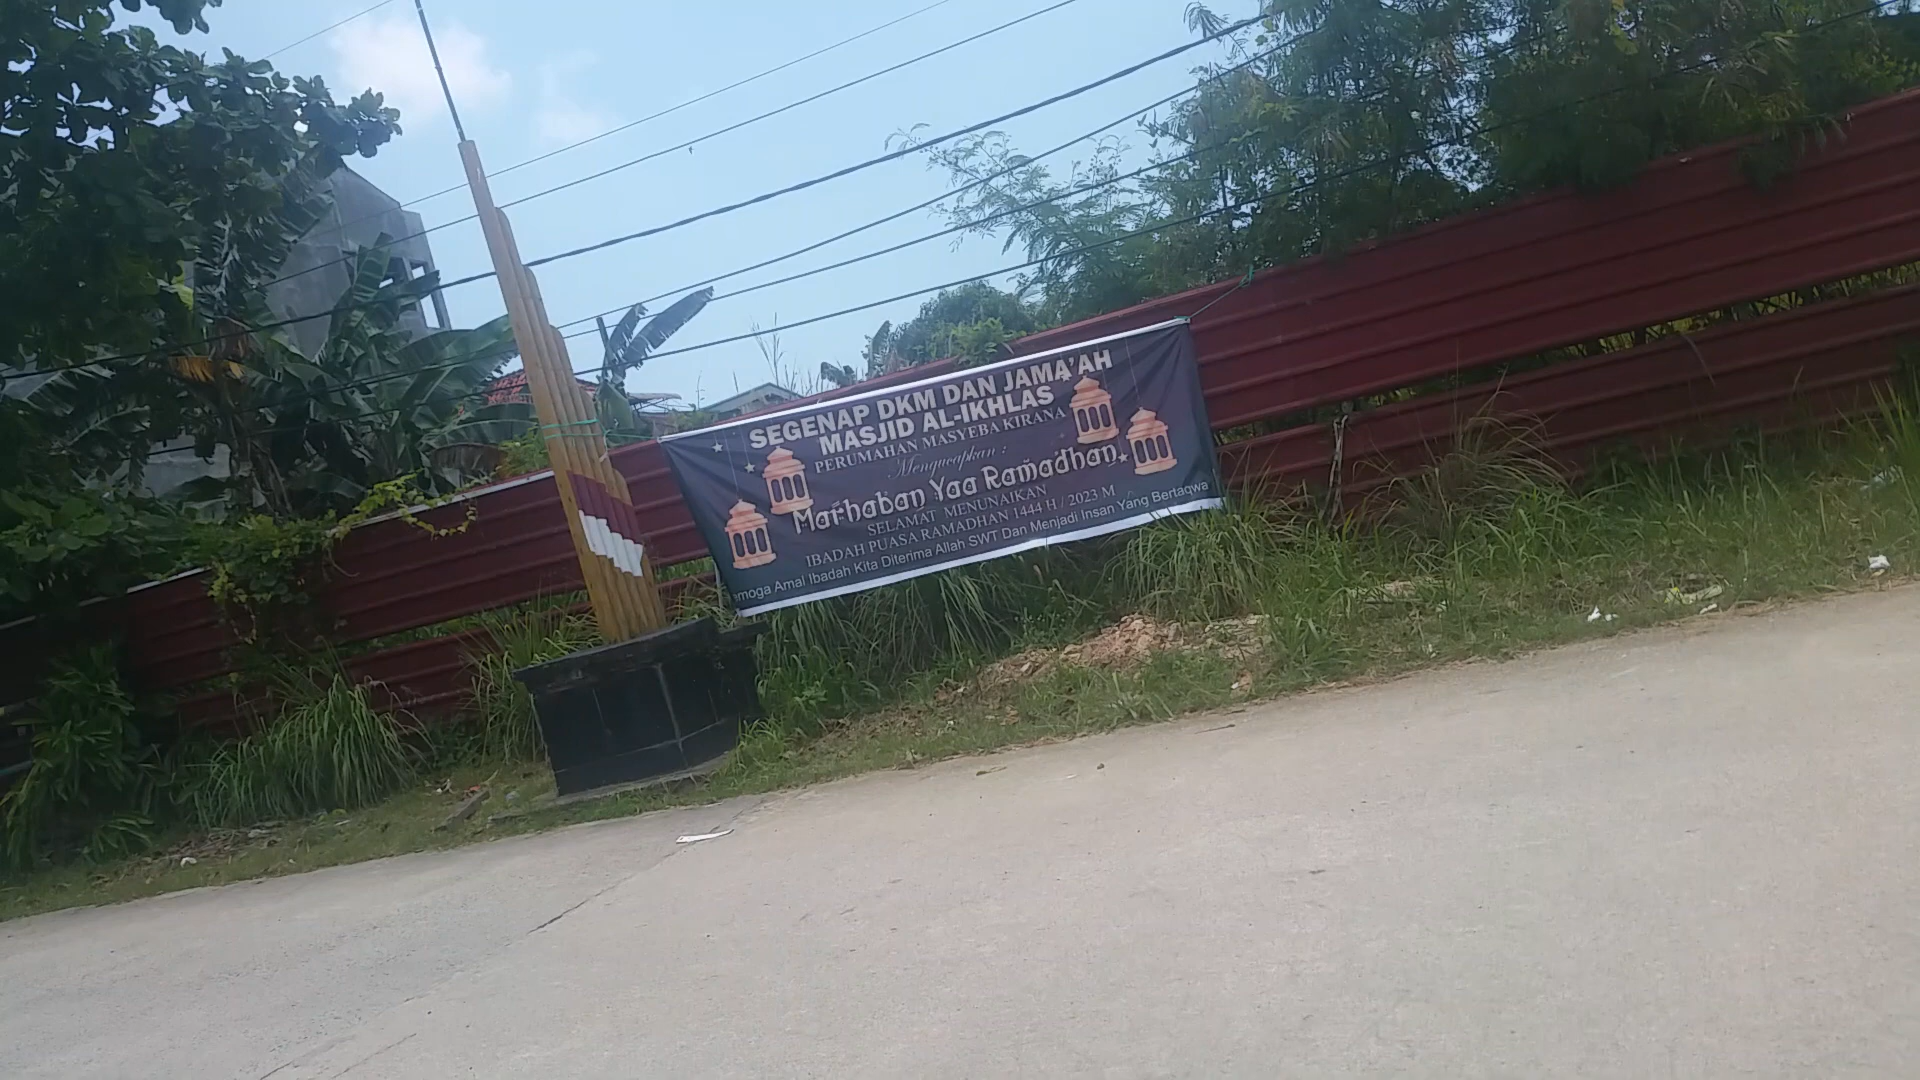 SEGENAP DKM DAN JAMA'AH
MASJID AL-IKHLAS
PERUMAHAN MASYEBA KIRANA
Mengucapkan :
Marhaban Yaa Ramadhan
SELAMAT MENUNAIKAN
IBADAH PUASA RAMADHAN 1444 H / 2023 M
Semoga Amal Ibadah Kita Diterima Allah SWT Dan Menjadi Insan Yang Bertaqwa